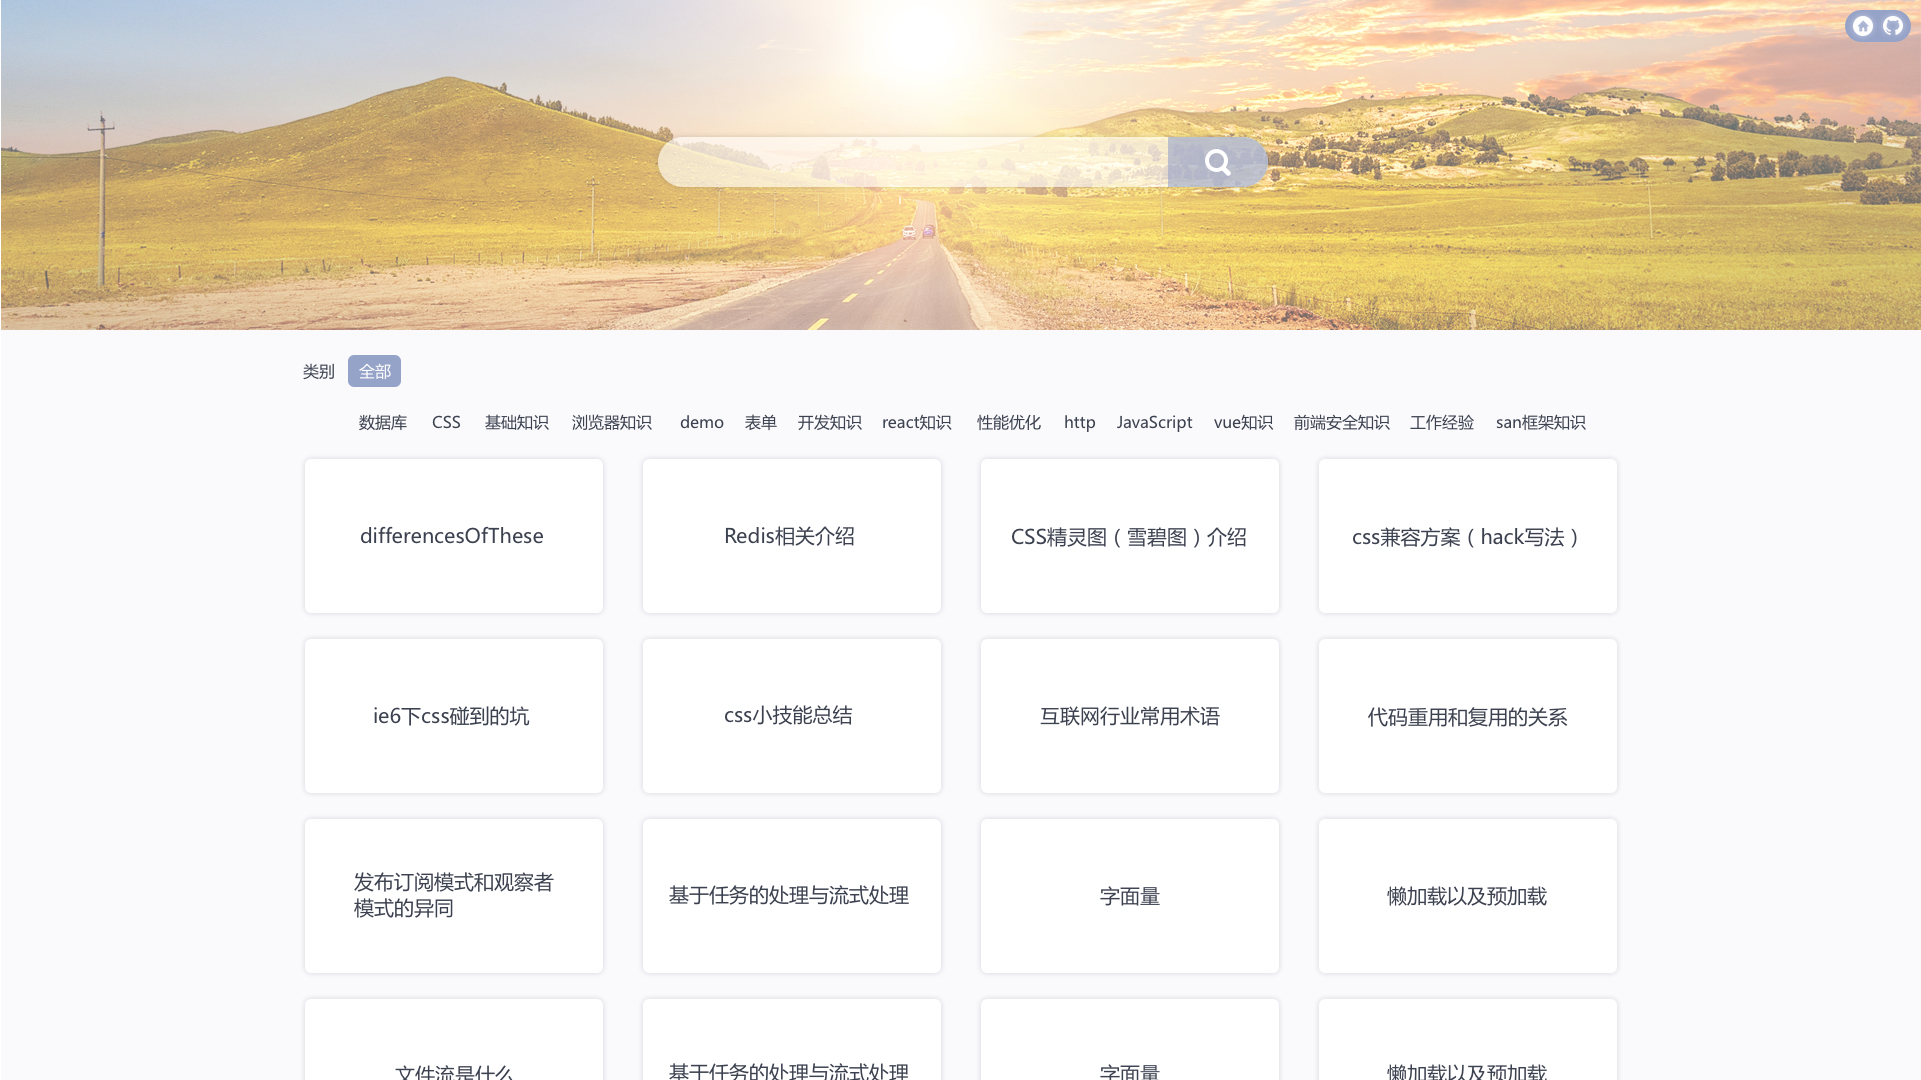 类别 全部
数据库 CSS 基础知识 浏览器知识 demo 表单 开发知识 react知识 性能优化 http JavaScript vue知识 前端安全知识 工作经验 san框架知识
differencesOfThese
Redis相关介绍
CSS精灵图（雪碧图）介绍
css兼容方案（hack写法）
ie6下css碰到的坑
css小技能总结
互联网行业常用术语
代码重用和复用的关系
发布订阅模式和观察者
模式的异同
基于任务的处理与流式处理
字面量
懒加载以及预加载
文件流是什么
基于任务的处理与流式处理
字面量
懒加载以及预加载